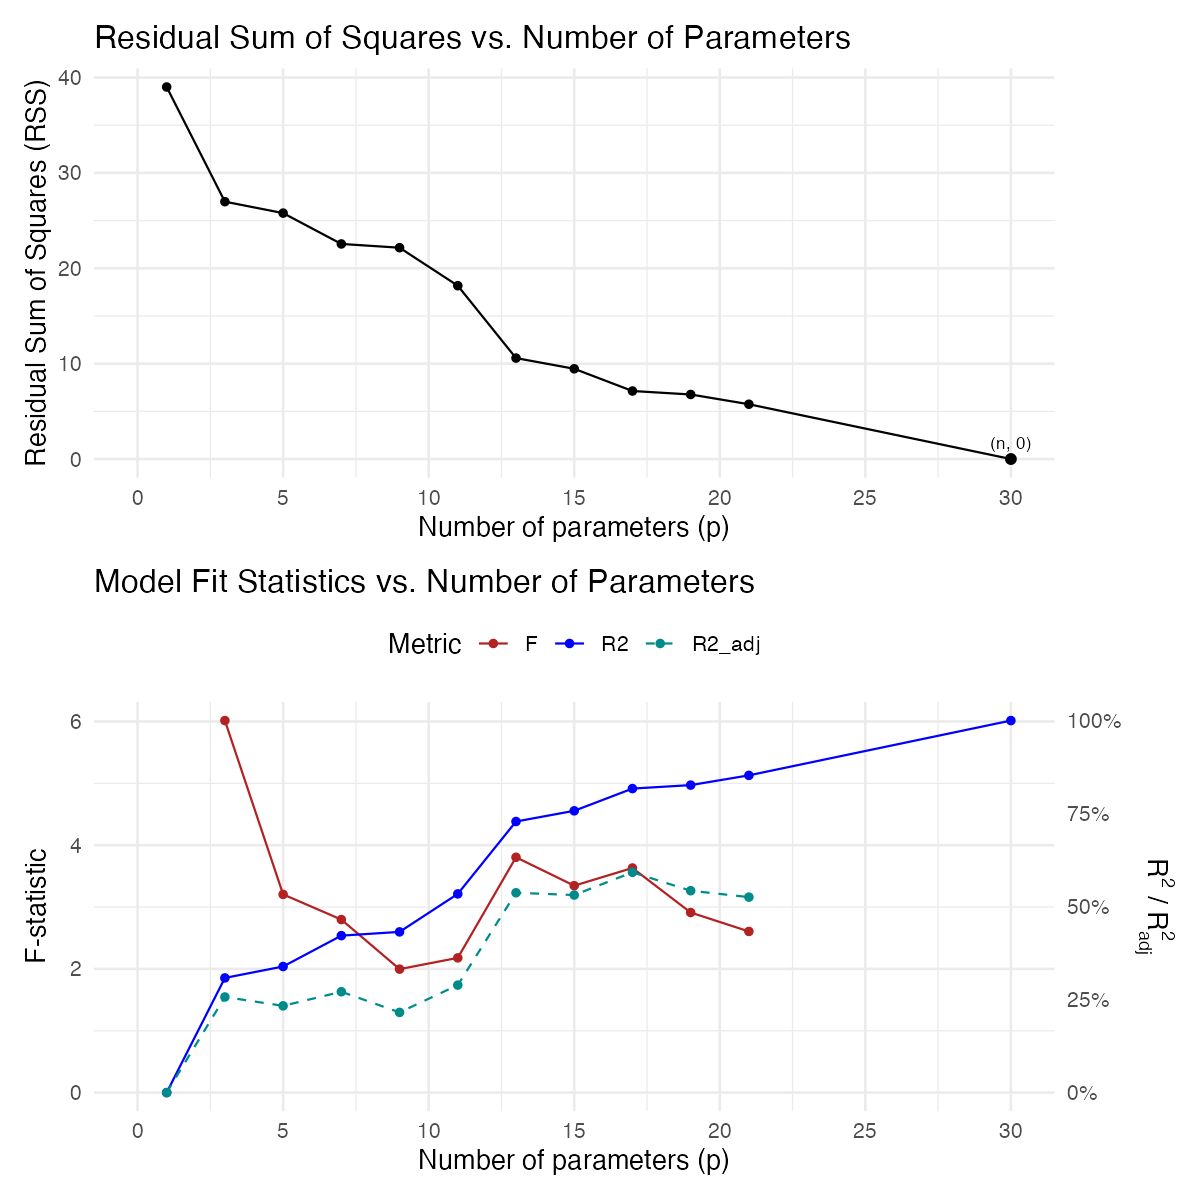 Residual Sum of Squares vs. Number of Parameters
Residual Sum of Squares (RSS)
40
30
20
10
0
(n, 0)
0 5 10 15 20 25 30
Number of parameters (p)
Model Fit Statistics vs. Number of Parameters
Metric F R2 R2_adj
F-statistic
6
4
2
0
100%
75%
50%
25%
0%
R² / R²adj
0 5 10 15 20 25 30
Number of parameters (p)